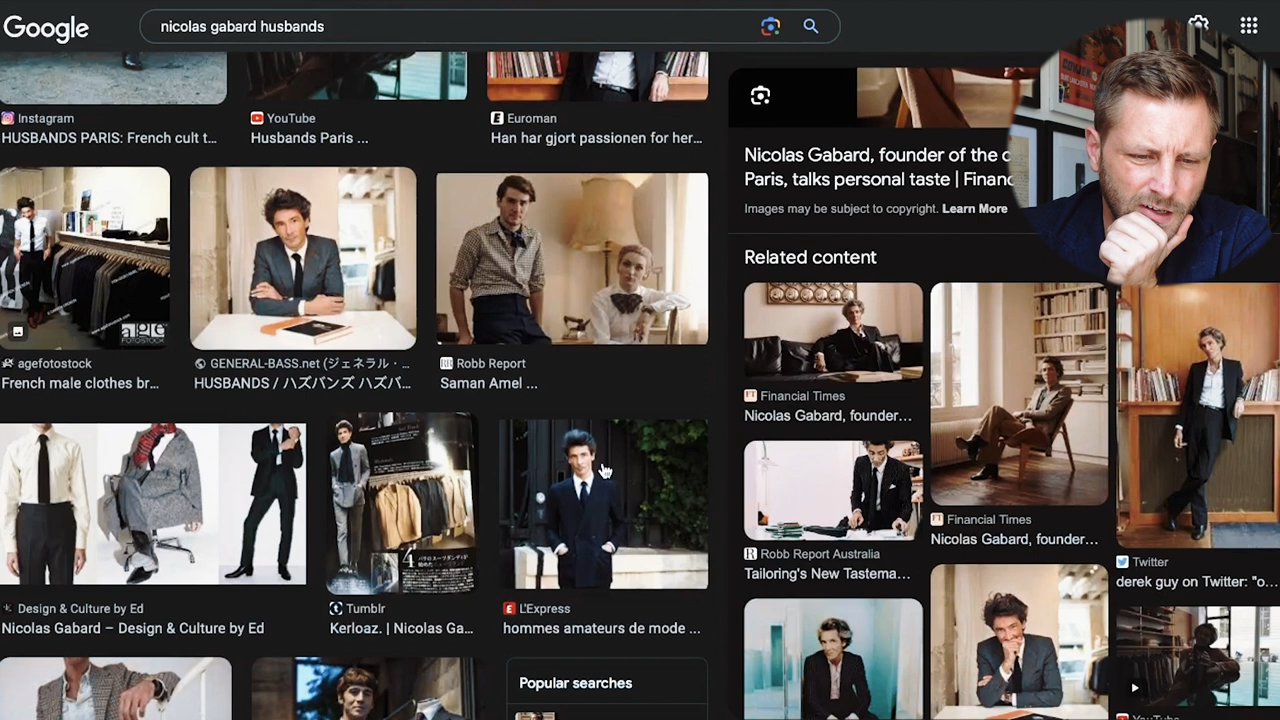 Google
nicolas gabard husbands
Instagram
HUSBANDS PARIS: French cult t...
YouTube
Husbands Paris ...
Euroman
Han har gjort passionen for her...
agefotostock
French male clothes br...
GENERAL-BASS.net (ジェネラル・...
HUSBANDS / ハズバンズ ハズバ...
Robb Report
Saman Amel ...
Design & Culture by Ed
Nicolas Gabard – Design & Culture by Ed
Tumblr
Kerloaz. | Nicolas Ga...
L'Express
hommes amateurs de mode ...
Popular searches
Nicolas Gabard, founder of the
Paris, talks personal taste | Financ
Images may be subject to copyright. Learn More
Related content
Financial Times
Nicolas Gabard, founder...
Financial Times
Nicolas Gabard, founder...
Robb Report Australia
Tailoring's New Tastema...
Twitter
derek guy on Twitter: "o...
YouTube